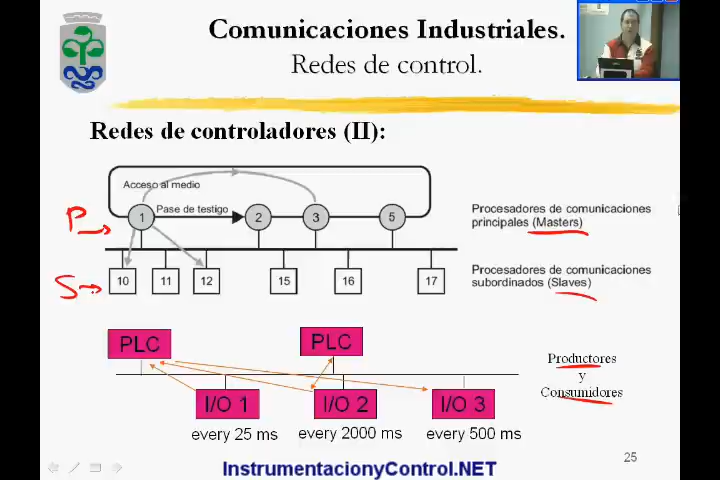 Comunicaciones Industriales.
Redes de control.
Redes de controladores (II):
Acceso al medio
Pase de testigo
1 2 3 5
P
Procesadores de comunicaciones
principales (Masters)
10 11 12 15 16 17
S
Procesadores de comunicaciones
subordinados (Slaves)
PLC PLC
Productores
y
Consumidores
I/O 1 I/O 2 I/O 3
every 25 ms every 2000 ms every 500 ms
25
InstrumentacionyControl.NET